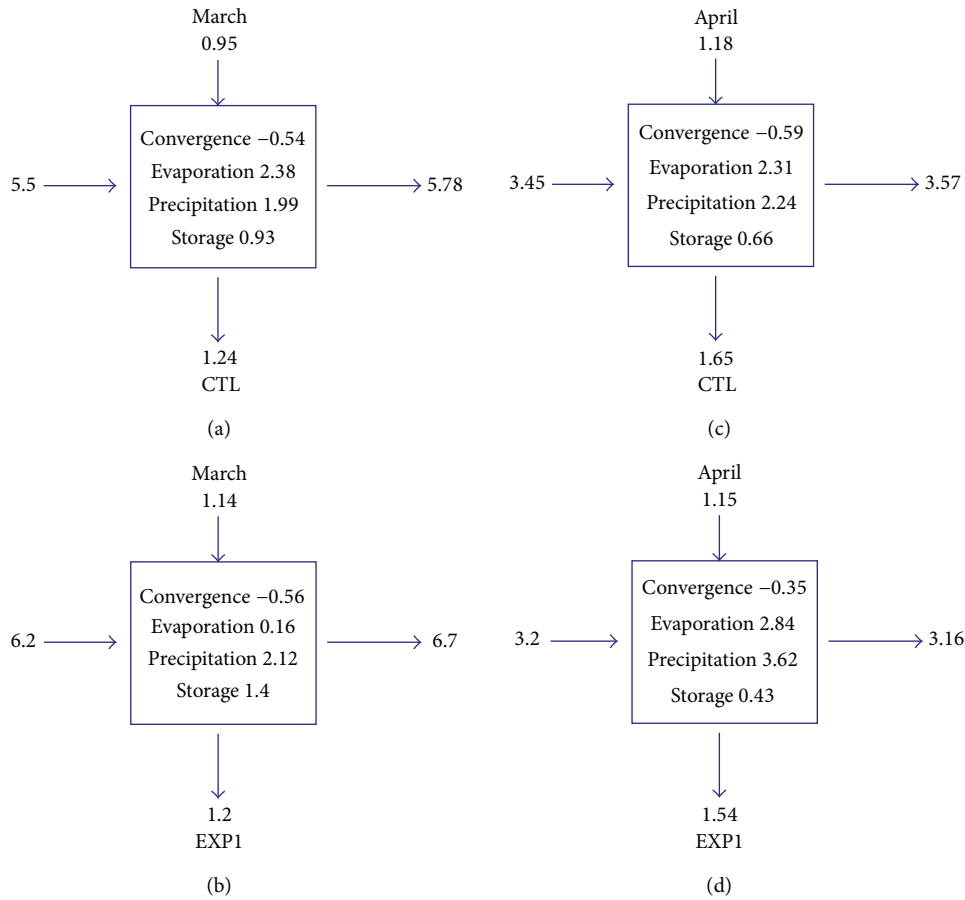 March
0.95
Convergence −0.54
Evaporation 2.38
5.5
5.78
Precipitation 1.99
Storage 0.93
1.24
CTL
(a)
April
1.18
Convergence −0.59
Evaporation 2.31
3.45
3.57
Precipitation 2.24
Storage 0.66
1.65
CTL
(c)
March
1.14
Convergence −0.56
Evaporation 0.16
6.2
6.7
Precipitation 2.12
Storage 1.4
1.2
EXP1
(b)
April
1.15
Convergence −0.35
Evaporation 2.84
3.2
3.16
Precipitation 3.62
Storage 0.43
1.54
EXP1
(d)